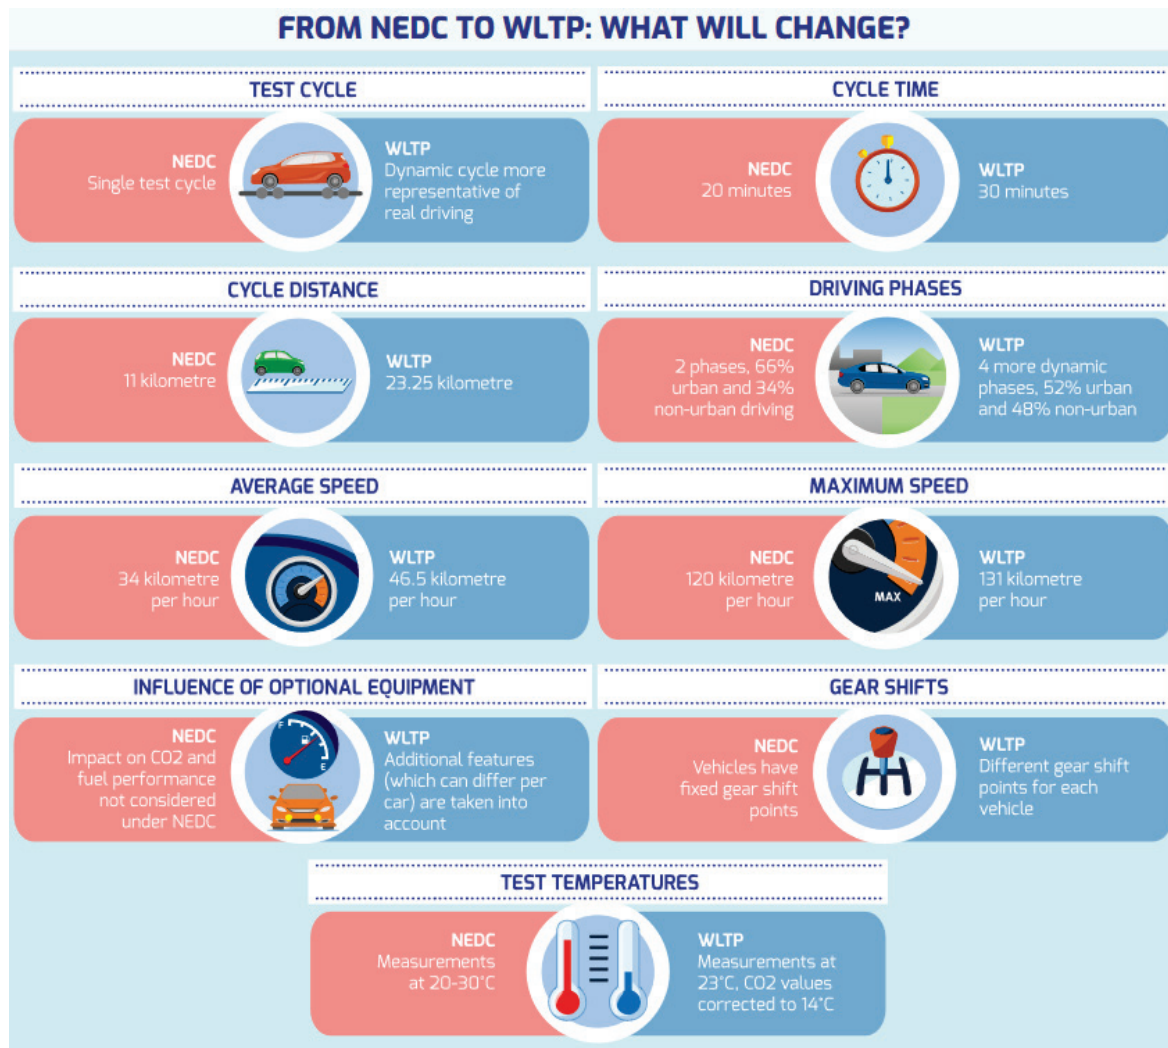 FROM NEDC TO WLTP: WHAT WILL CHANGE?
TEST CYCLE
NEDC
Single test cycle
WLTP
Dynamic cycle more
representative of
real driving
CYCLE TIME
NEDC
20 minutes
WLTP
30 minutes
CYCLE DISTANCE
NEDC
11 kilometre
WLTP
23.25 kilometre
DRIVING PHASES
NEDC
2 phases, 66%
urban and 34%
non-urban driving
WLTP
4 more dynamic
phases, 52% urban
and 48% non-urban
AVERAGE SPEED
NEDC
34 kilometre
per hour
WLTP
46.5 kilometre
per hour
MAXIMUM SPEED
NEDC
120 kilometre
per hour
MAX
WLTP
131 kilometre
per hour
INFLUENCE OF OPTIONAL EQUIPMENT
NEDC
Impact on CO2 and
fuel performance
not considered
under NEDC
F
E
WLTP
Additional features
(which can differ per
car) are taken into
account
GEAR SHIFTS
NEDC
Vehicles have
fixed gear shift
points
WLTP
Different gear shift
points for each
vehicle
TEST TEMPERATURES
NEDC
Measurements
at 20-30°C
WLTP
Measurements at
23°C, CO2 values
corrected to 14°C